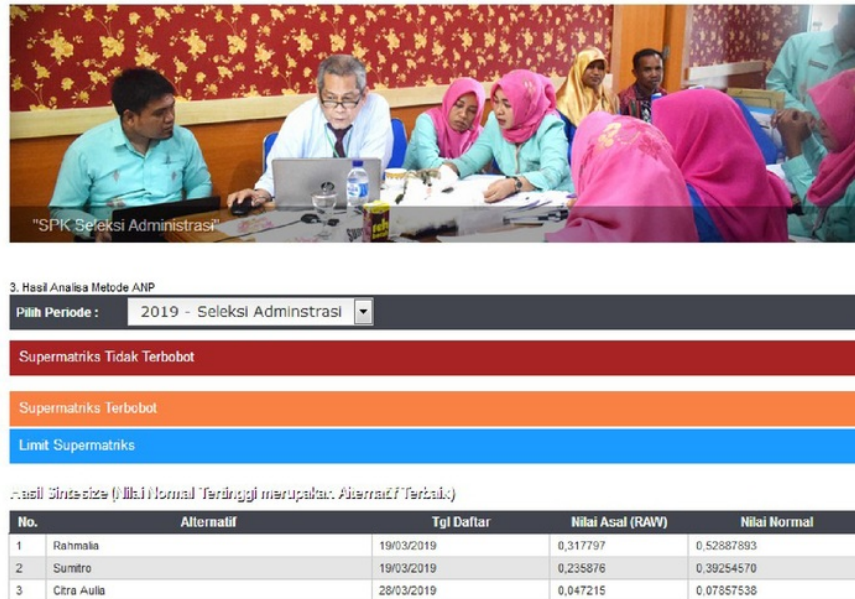 "SPK Seleksi Administrasi"
3. Hasil Analisa Metode ANP
Pilih Periode : 2019 - Seleksi Adminstrasi
Supermatriks Tidak Terbobot
Supermatriks Terbobot
Limit Supermatriks
Hasil Sintesize (Nilai Normal Tertinggi merupakan Alternatif Terbaik)
No. Alternatif Tgl Daftar Nilai Asal (RAW) Nilai Normal
1 Rahmalia 19/03/2019 0,317797 0,52887893
2 Sumitro 19/03/2019 0,235876 0,39254570
3 Citra Aulia 28/03/2019 0,047215 0,07857538